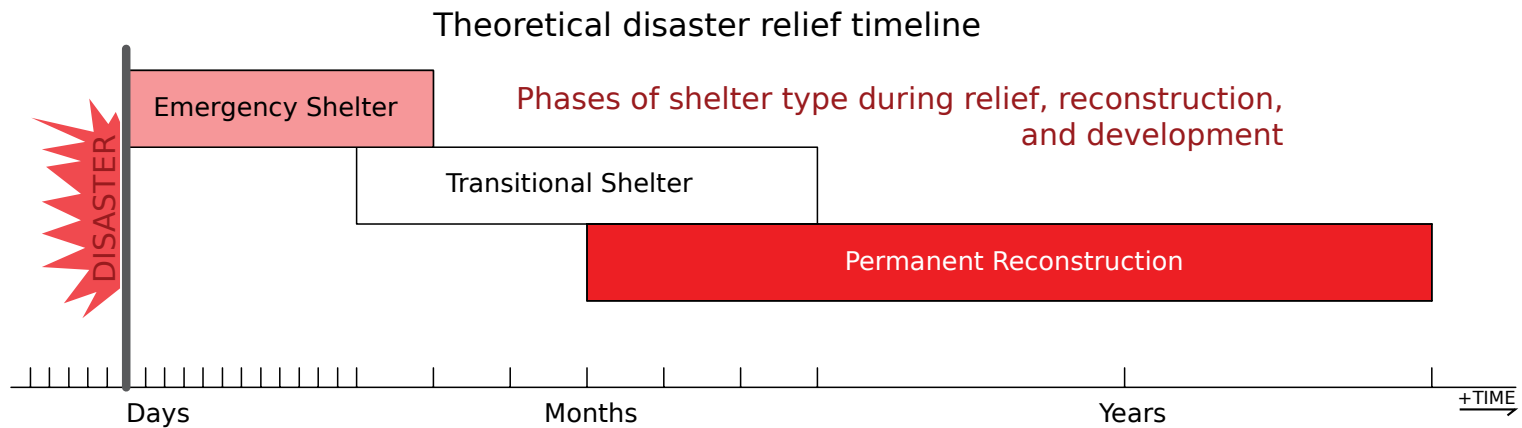 Theoretical disaster relief timeline
Phases of shelter type during relief, reconstruction,
and development
DISASTER
Emergency Shelter
Transitional Shelter
Permanent Reconstruction
Days
Months
Years
+TIME